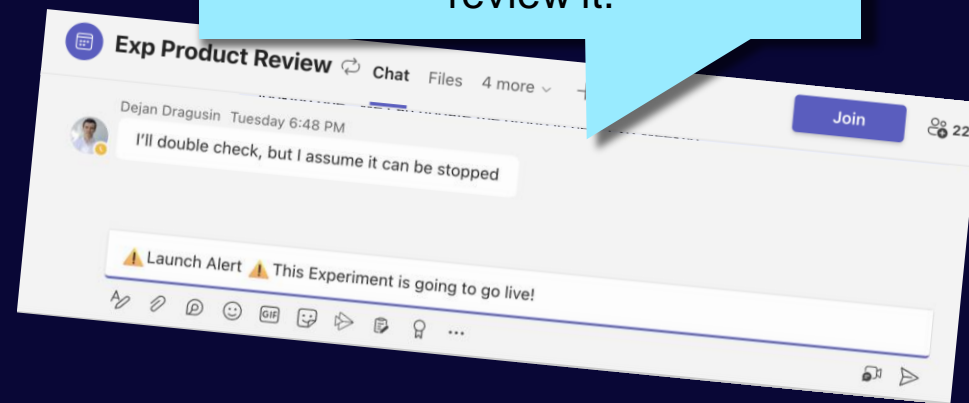 review it.
Exp Product Review Chat Files 4 more
Join 22
Dejan Dragusin Tuesday 6:48 PM
I'll double check, but I assume it can be stopped
⚠️ Launch Alert ⚠️ This Experiment is going to go live!
GIF